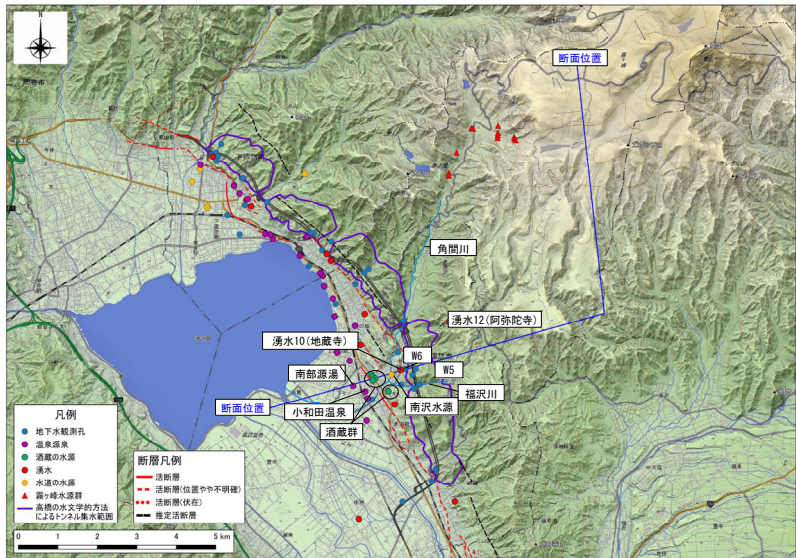 N
断面位置
角間川
湧水12(阿弥陀寺)
湧水10(地蔵寺)
W6
W5
南部源湯
福沢川
断面位置
小和田温泉
南沢水源
酒蔵群
凡例
地下水観測孔
温泉源泉
酒蔵の水源
湧水
水道の水源
霧ヶ峰水源群
高橋の水文学的方法
によるトンネル集水範囲
断層凡例
活断層
活断層(位置やや不明確)
活断層(伏在)
推定活断層
0 1 2 3 4 5 km